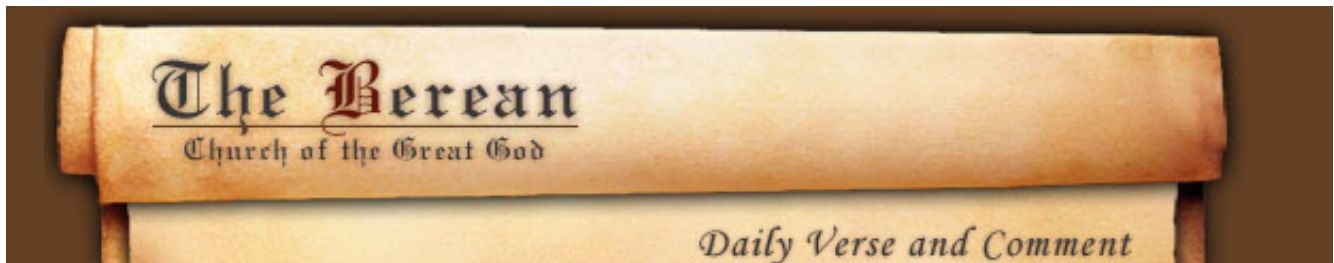 The Berean
Church of the Great God
Daily Verse and Comment